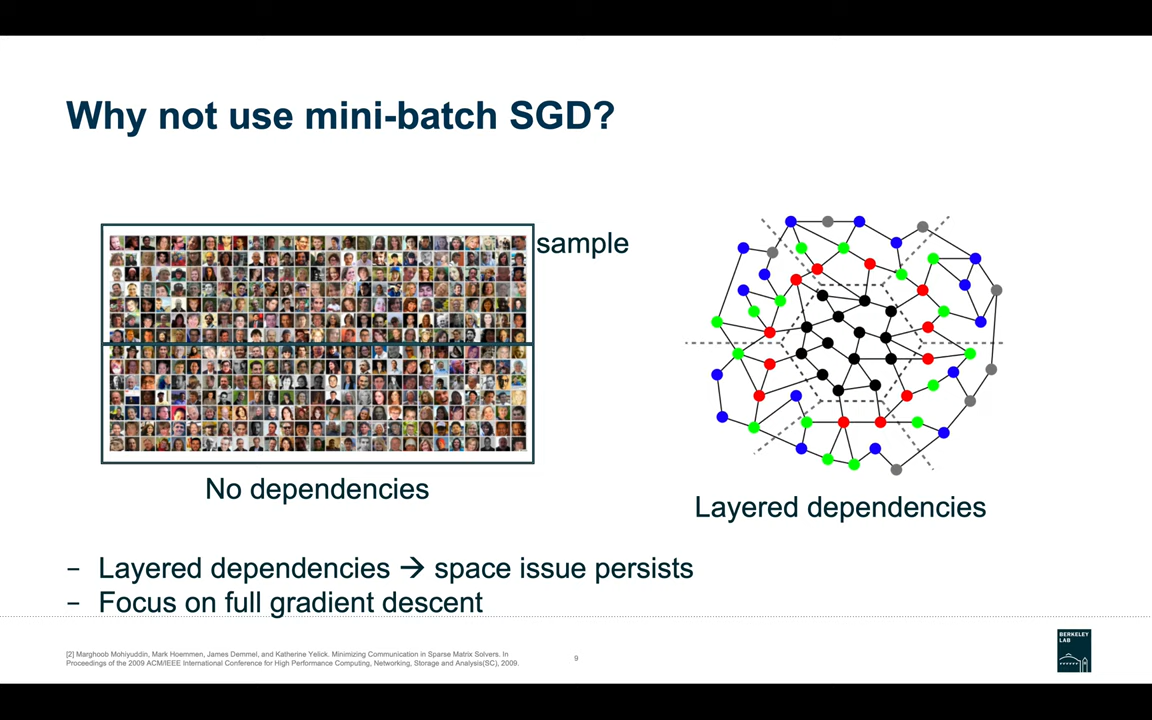 Why not use mini-batch SGD?
sample
No dependencies
Layered dependencies
– Layered dependencies → space issue persists
– Focus on full gradient descent
[2] Marghoob Mohiyuddin, Mark Hoemmen, James Demmel, and Katherine Yelick. Minimizing Communication in Sparse Matrix Solvers. In
Proceedings of the 2009 ACM/IEEE International Conference for High Performance Computing, Networking, Storage and Analysis(SC), 2009.
9
BERKELEY
LAB